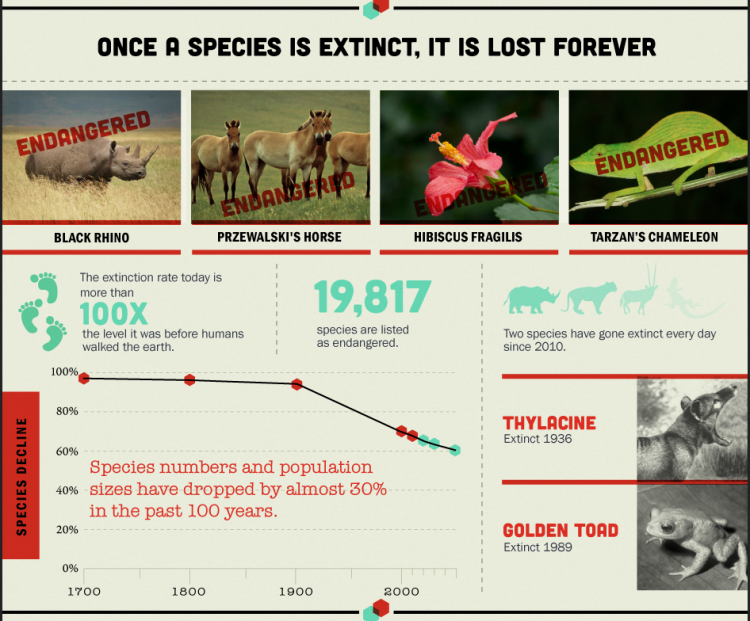 ONCE A SPECIES IS EXTINCT, IT IS LOST FOREVER
ENDANGERED
ENDANGERED
ENDANGERED
ENDANGERED
BLACK RHINO
PRZEWALSKI'S HORSE
HIBISCUS FRAGILIS
TARZAN'S CHAMELEON
The extinction rate today is
more than
100X
the level it was before humans
walked the earth.
19,817
species are listed
as endangered.
Two species have gone extinct every day
since 2010.
SPECIES DECLINE
100%
80%
60%
40%
20%
0%
Species numbers and population
sizes have dropped by almost 30%
in the past 100 years.
1700
1800
1900
2000
THYLACINE
Extinct 1936
GOLDEN TOAD
Extinct 1989